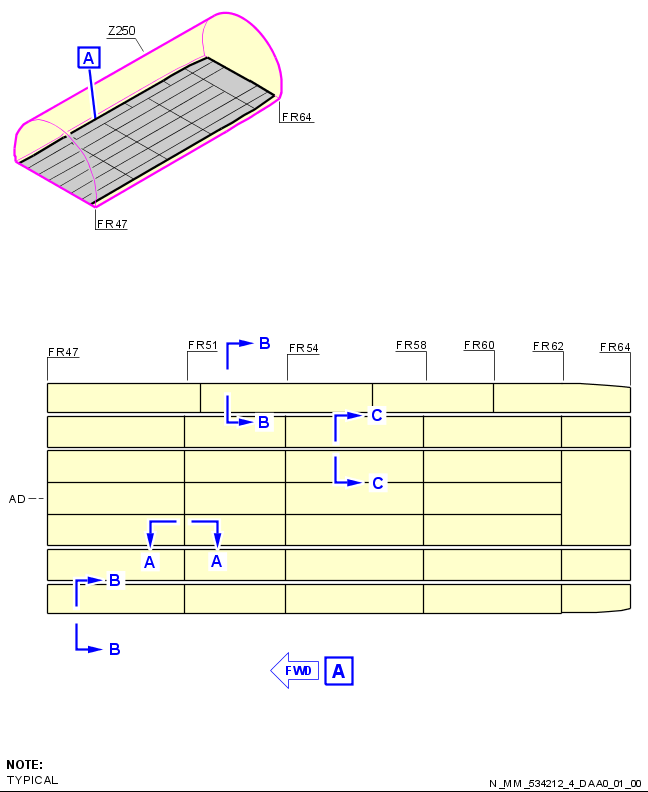 Z250
A
FR64
FR47
FR47
FR51
B
FR54
FR58
FR60
FR62
FR64
B
C
C
AD
A
A
B
B
FWD
A
NOTE:
TYPICAL
N_MM_534212_4_DAA0_01_00